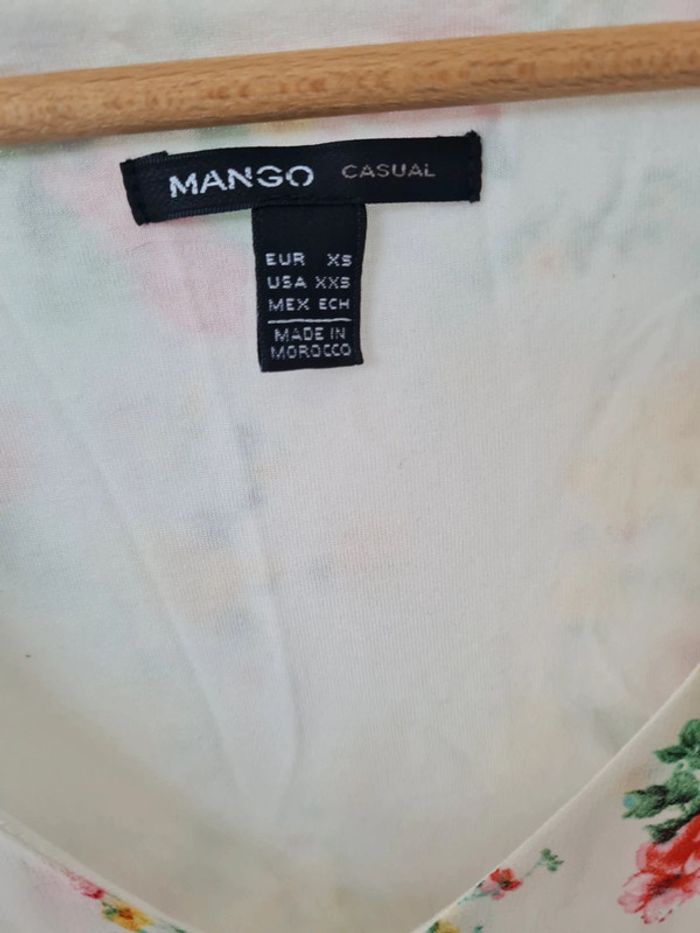 MANGO CASUAL
EUR XS
USA XXS
MEX ECH
MADE IN
MOROCCO